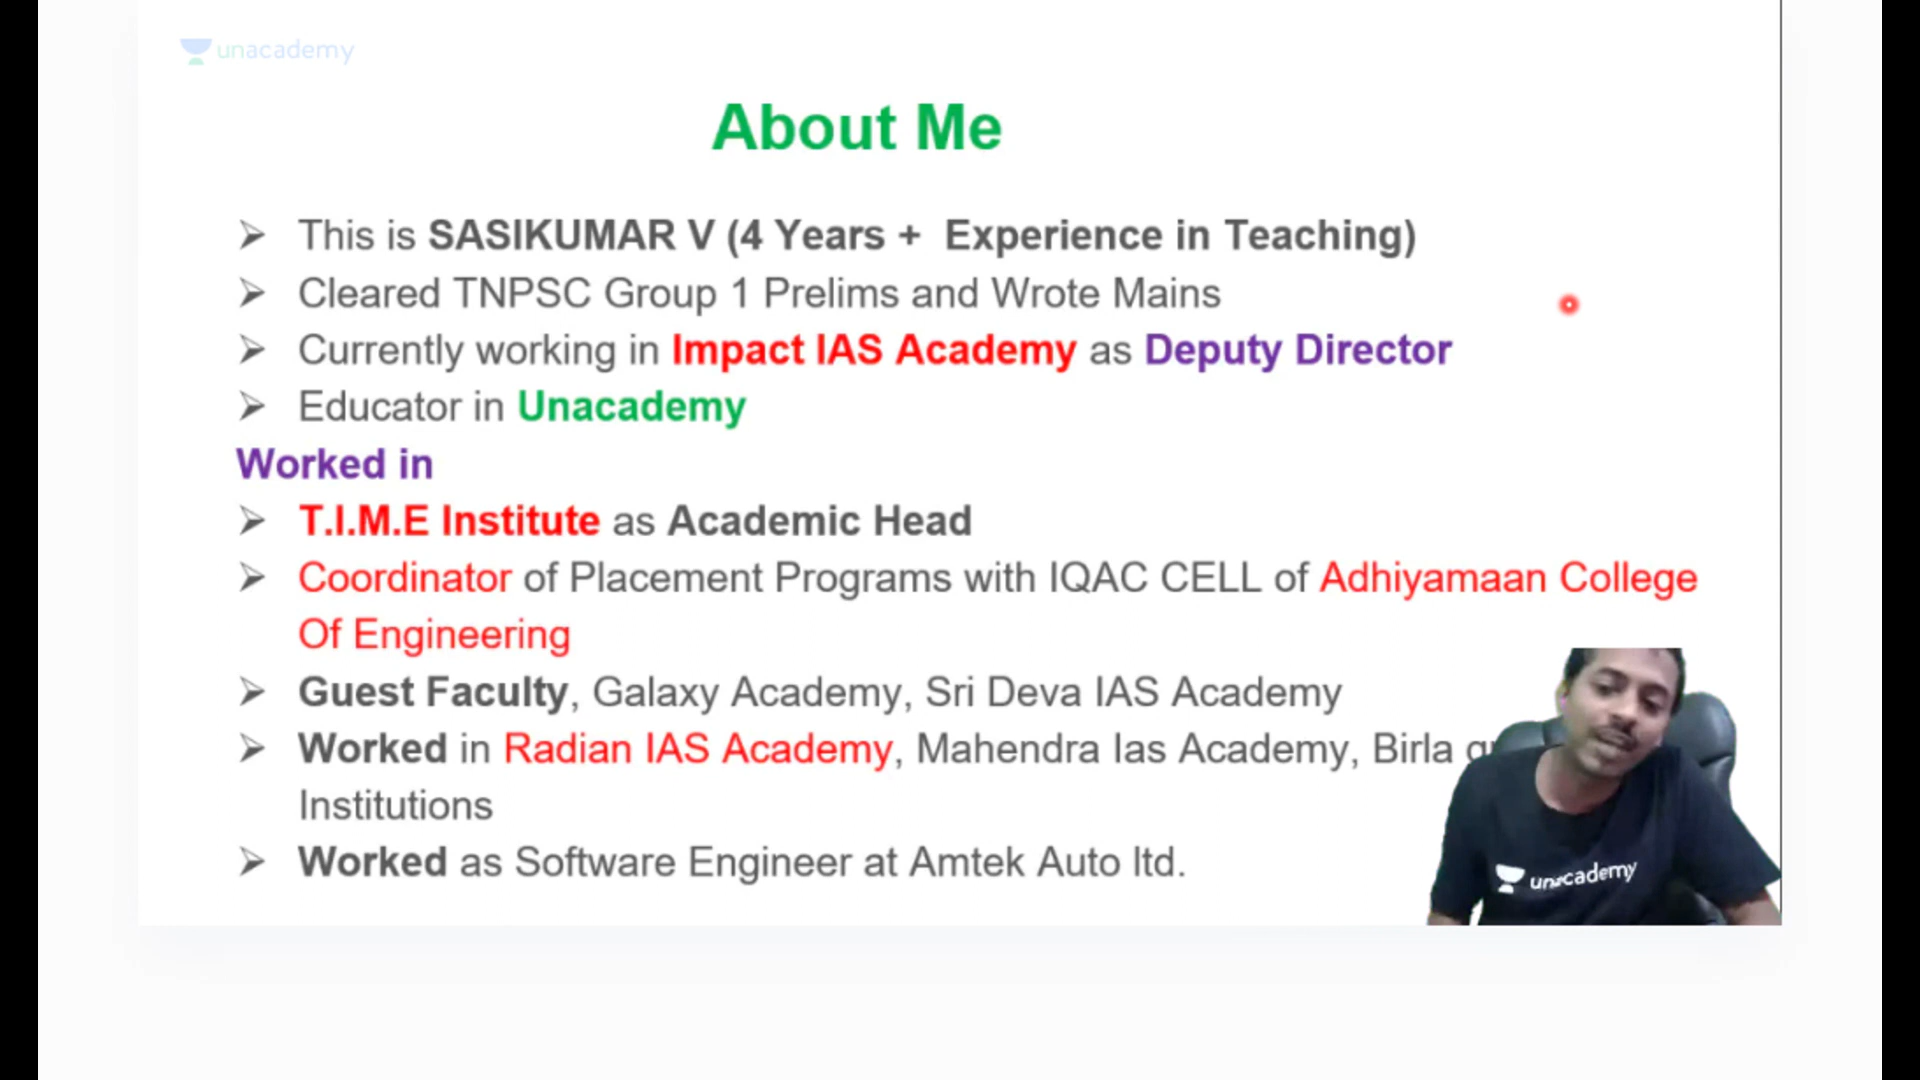 unacademy
About Me
➢ This is SASIKUMAR V (4 Years + Experience in Teaching)
➢ Cleared TNPSC Group 1 Prelims and Wrote Mains
➢ Currently working in Impact IAS Academy as Deputy Director
➢ Educator in Unacademy
Worked in
➢ T.I.M.E Institute as Academic Head
➢ Coordinator of Placement Programs with IQAC CELL of Adhiyamaan College
Of Engineering
➢ Guest Faculty, Galaxy Academy, Sri Deva IAS Academy
➢ Worked in Radian IAS Academy, Mahendra Ias Academy, Birla
Institutions
➢ Worked as Software Engineer at Amtek Auto ltd.
unacademy